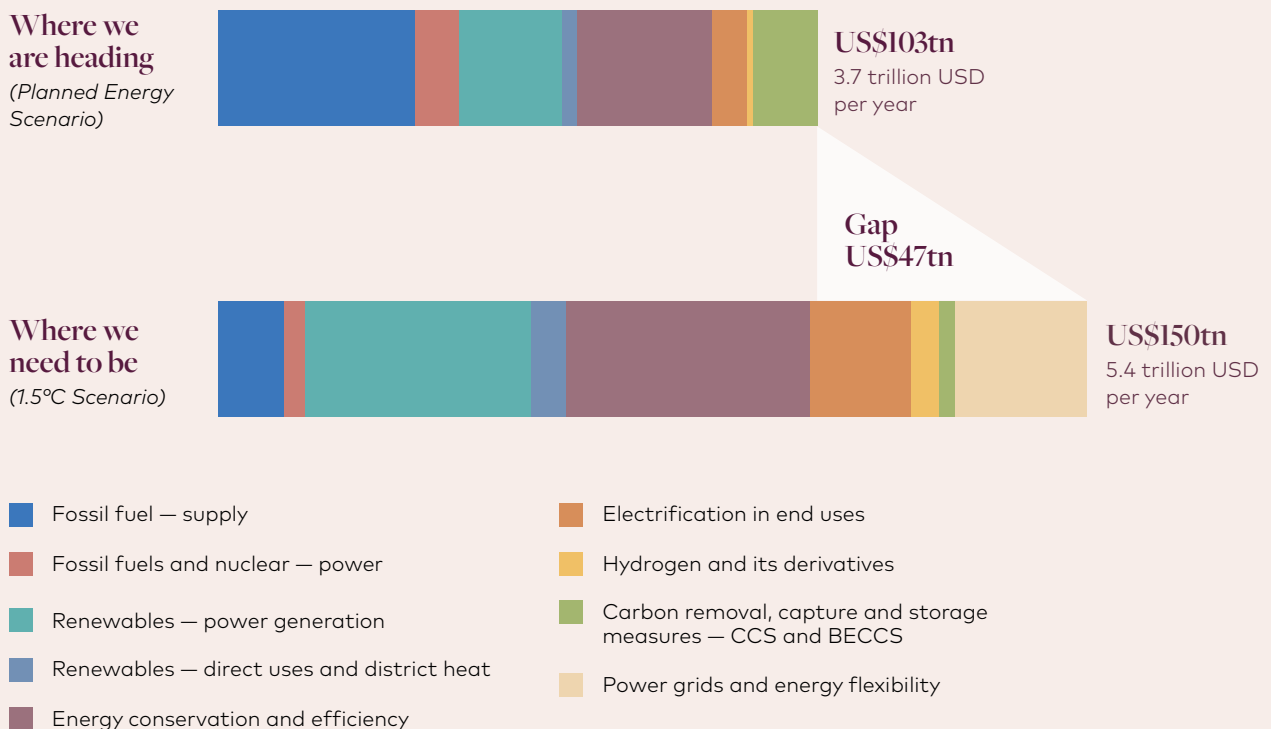 Where we
are heading
(Planned Energy
Scenario)
US$103tn
3.7 trillion USD
per year
Gap
US$47tn
Where we
need to be
(1.5°C Scenario)
US$150tn
5.4 trillion USD
per year
Fossil fuel — supply
Fossil fuels and nuclear — power
Renewables — power generation
Renewables — direct uses and district heat
Energy conservation and efficiency
Electrification in end uses
Hydrogen and its derivatives
Carbon removal, capture and storage
measures — CCS and BECCS
Power grids and energy flexibility